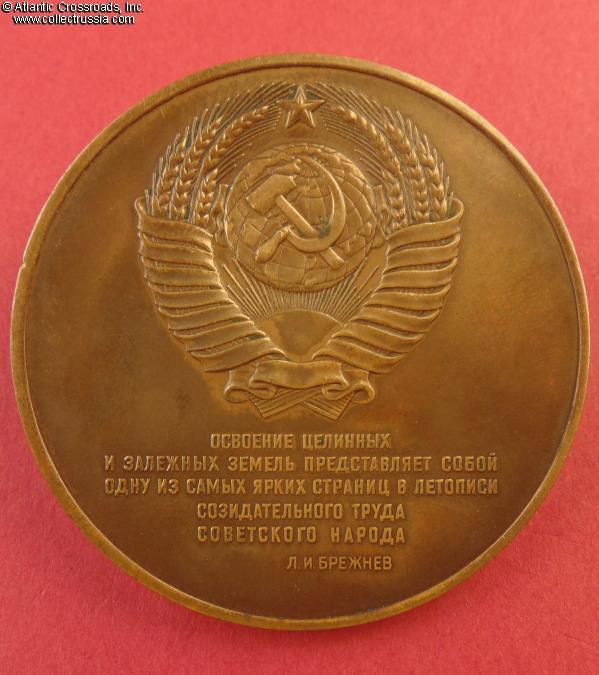 © Atlantic Crossroads, Inc.
www.collectrussia.com
ОСВОЕНИЕ ЦЕЛИННЫХ
И ЗАЛЕЖНЫХ ЗЕМЕЛЬ ПРЕДСТАВЛЯЕТ СОБОЙ
ОДНУ ИЗ САМЫХ ЯРКИХ СТРАНИЦ В ЛЕТОПИСИ
СОЗИДАТЕЛЬНОГО ТРУДА
СОВЕТСКОГО НАРОДА
Л.И.БРЕЖНЕВ